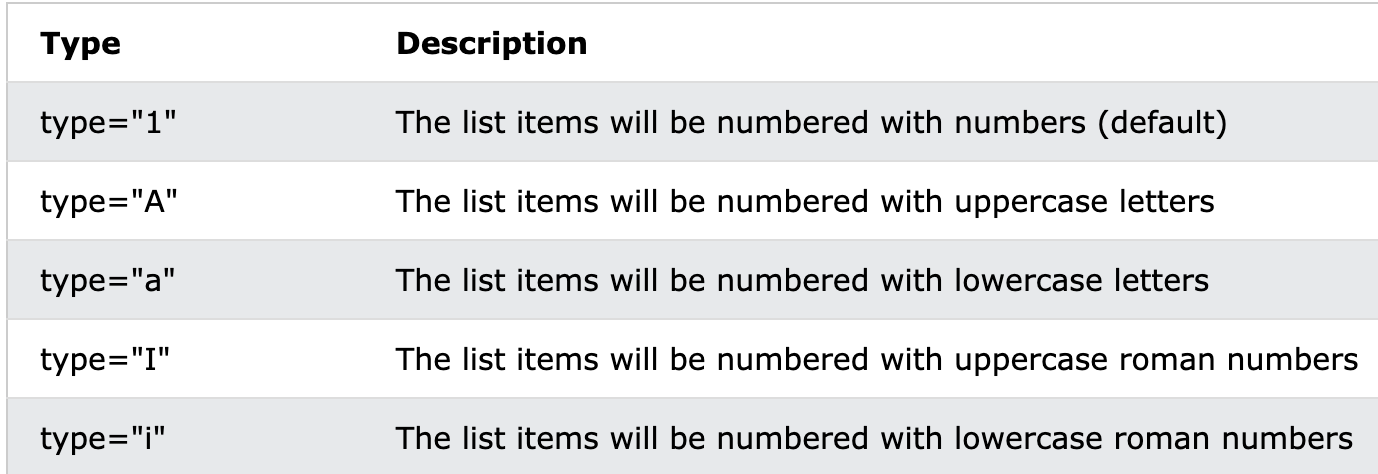 Type Description
type="1" The list items will be numbered with numbers (default)
type="A" The list items will be numbered with uppercase letters
type="a" The list items will be numbered with lowercase letters
type="I" The list items will be numbered with uppercase roman numbers
type="i" The list items will be numbered with lowercase roman numbers